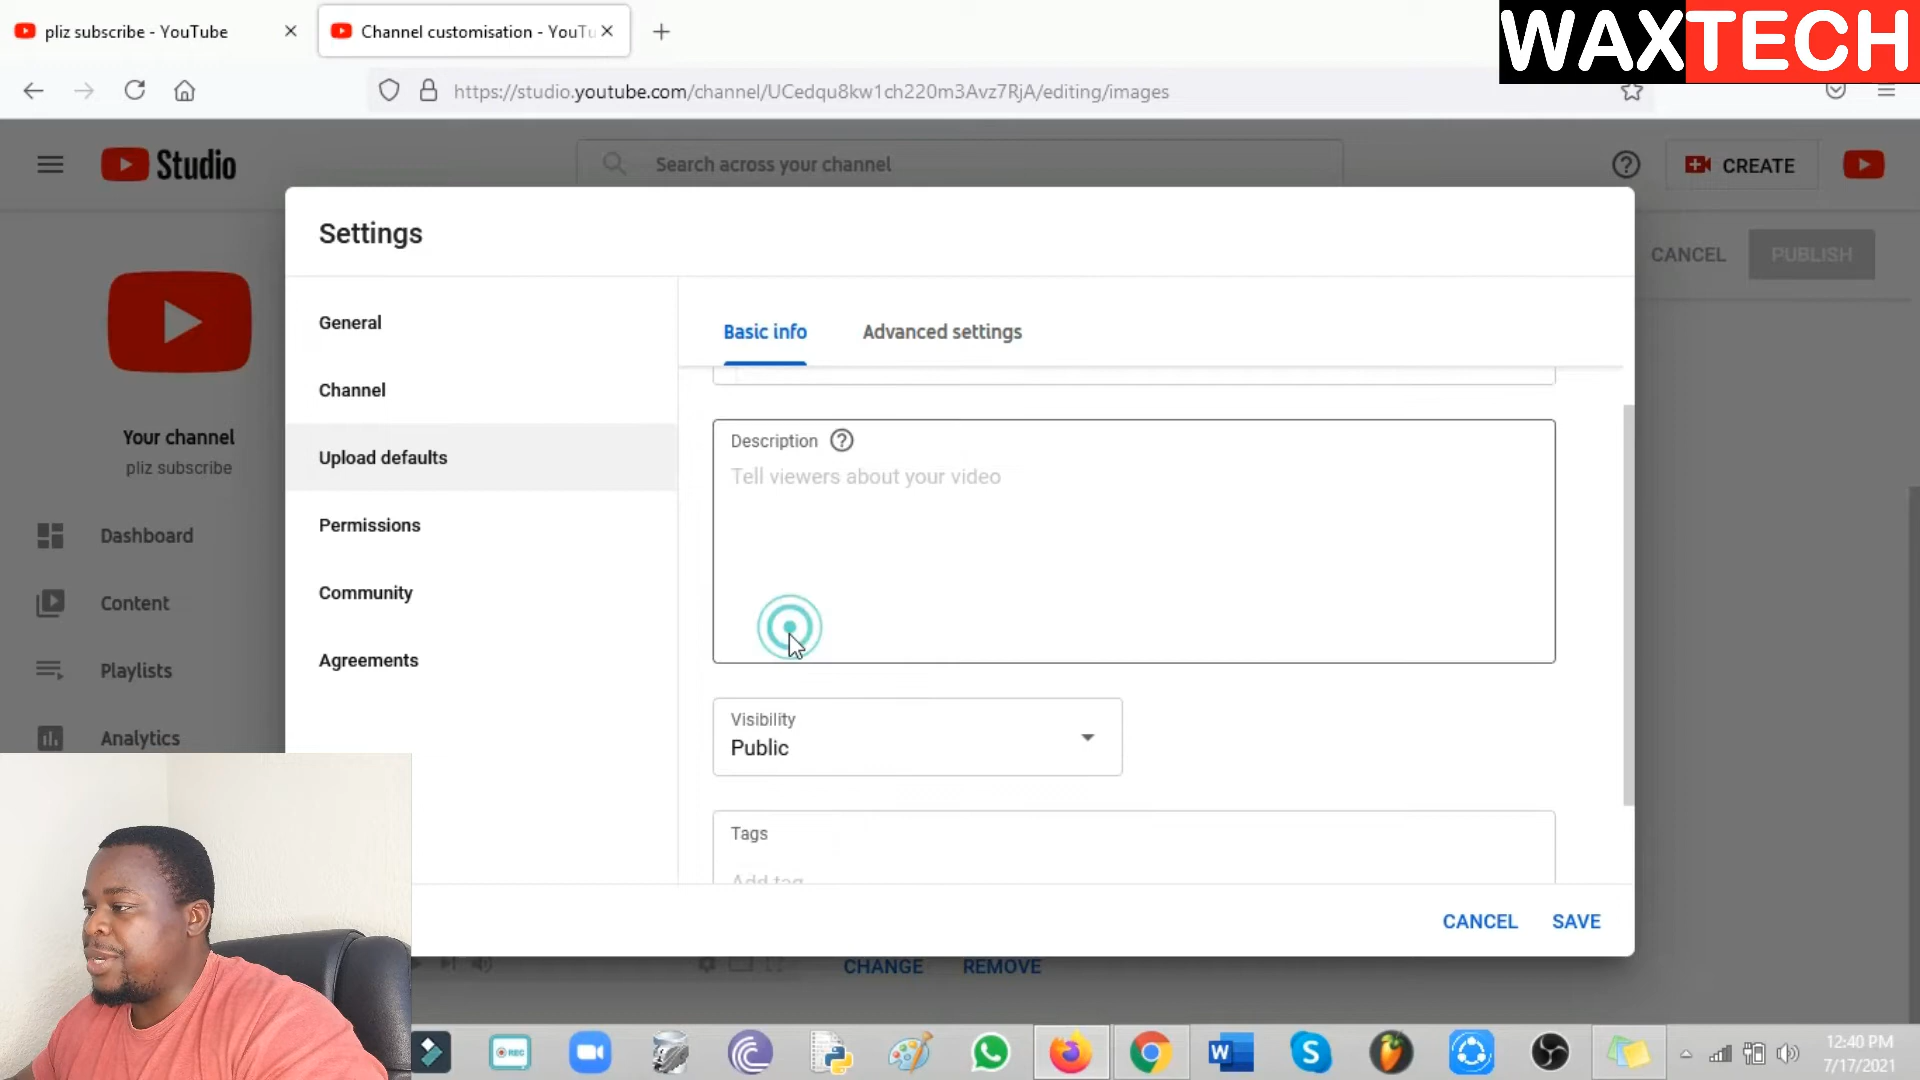 pliz subscribe - YouTube
Channel customisation - YouTu
WAXTECH
https://studio.youtube.com/channel/UCedqu8kw1ch220m3Avz7RjA/editing/images
Studio
Search across your channel
CREATE
Settings
CANCEL
PUBLISH
General
Basic info
Advanced settings
Channel
Your channel
pliz subscribe
Upload defaults
Description
Tell viewers about your video
Permissions
Dashboard
Community
Content
Agreements
Playlists
Visibility
Public
Analytics
Tags
Add tag
CANCEL
SAVE
CHANGE
REMOVE
REC
12:40 PM
7/17/2021